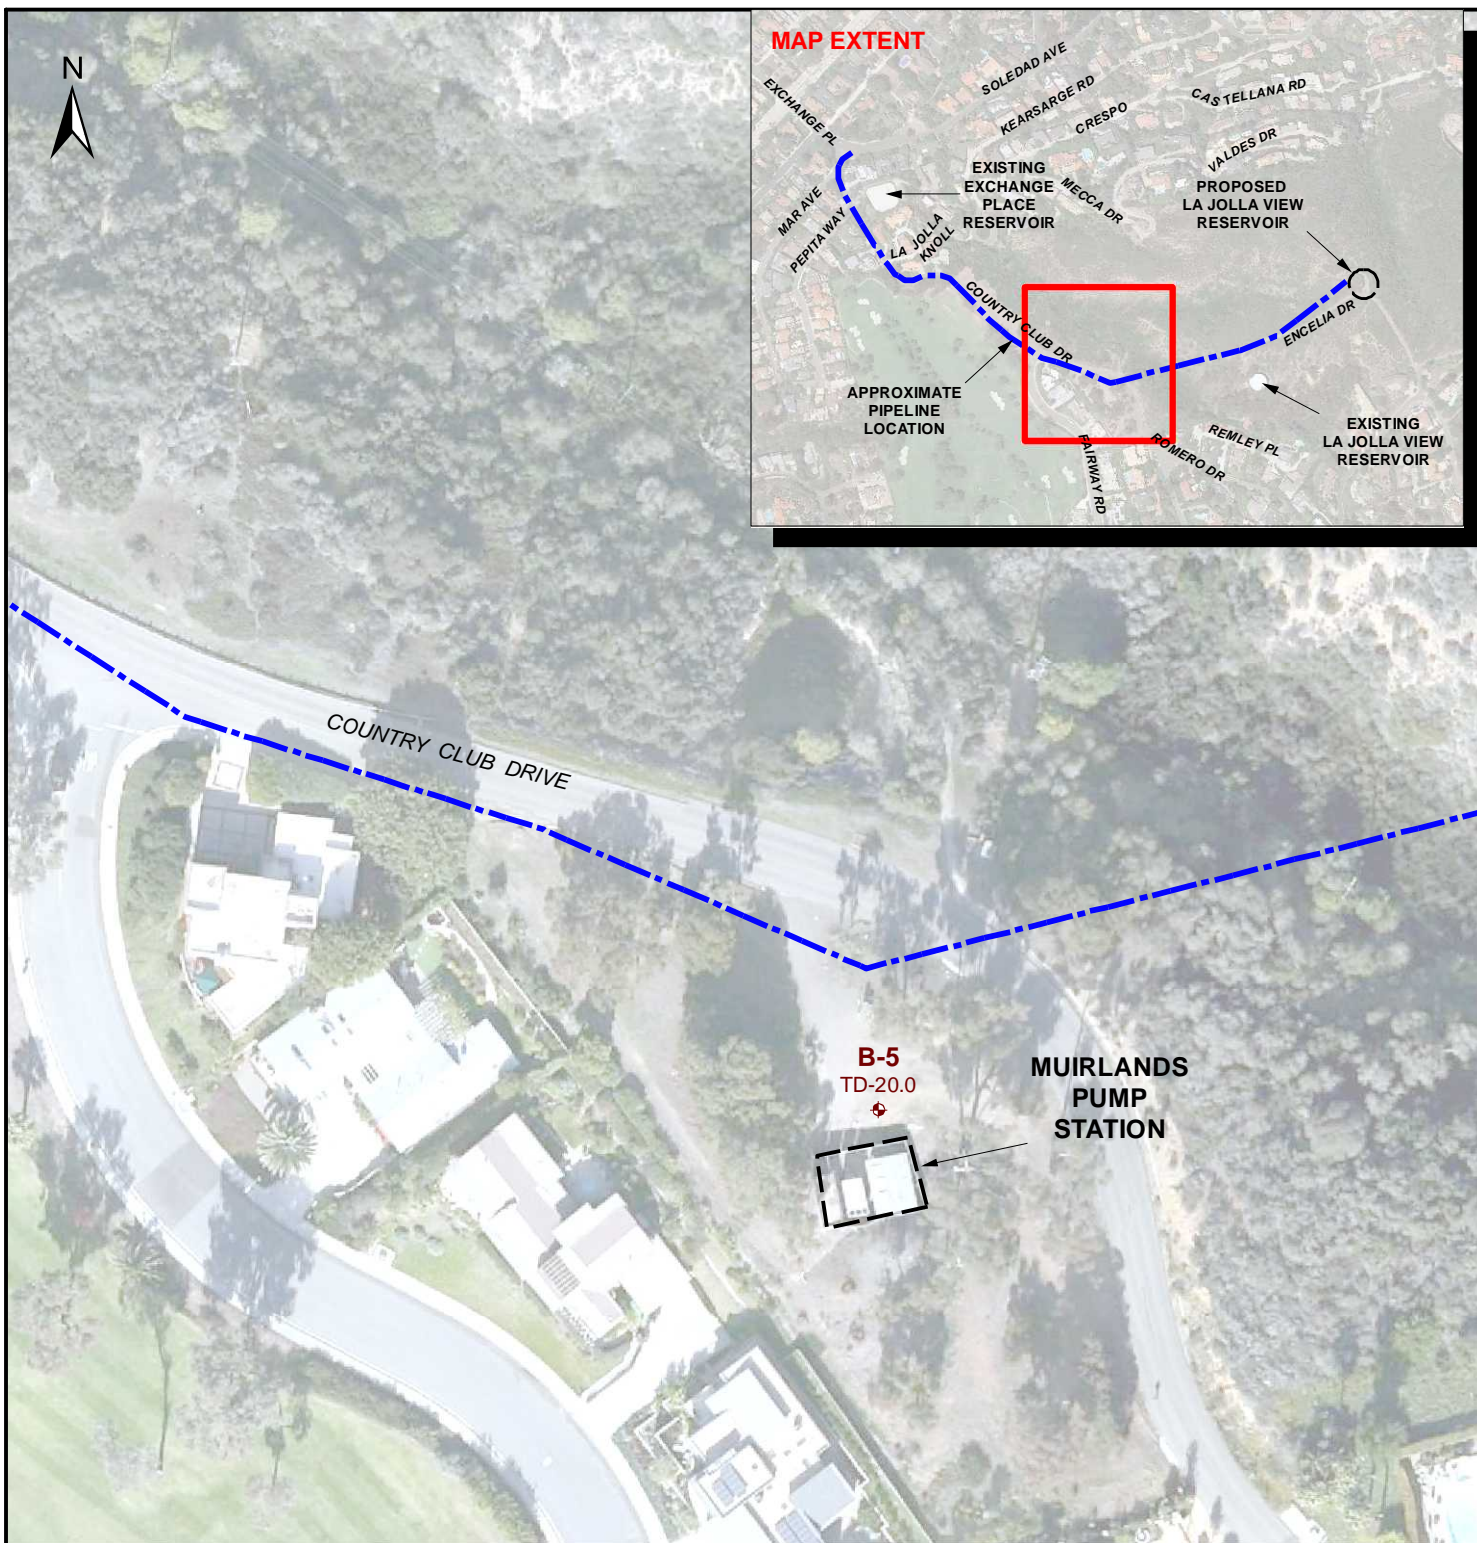 N
MAP EXTENT
SOLEDAD AVE
KEARSARGE RD
CRESPO
CASTELLANA RD
VALDES DR
EXCHANGE PL
MECCA DR
MAR AVE
PEPITA WAY
LA JOLLA
KNOLL
EXISTING
EXCHANGE
PLACE
RESERVOIR
PROPOSED
LA JOLLA VIEW
RESERVOIR
COUNTRY CLUB DR
ENCELIA DR
APPROXIMATE
PIPELINE
LOCATION
EXISTING
LA JOLLA VIEW
RESERVOIR
REMLEY PL
ROMERO DR
FAIRWAY RD
COUNTRY CLUB DRIVE
B-5
TD-20.0
MUIRLANDS
PUMP
STATION